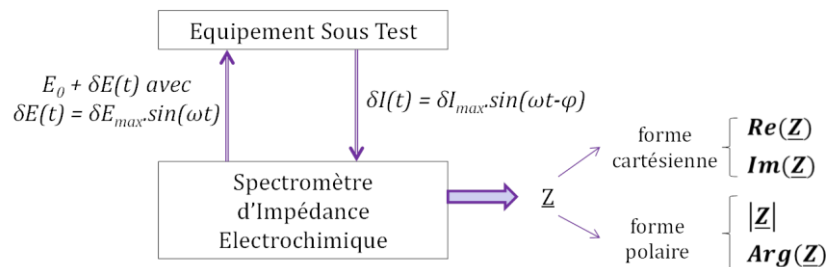 Equipement Sous Test
E₀ + δE(t) avec
δE(t) = δEₘₐₓ.sin(ωt)
δI(t) = δIₘₐₓ.sin(ωt-φ)
Spectromètre
d'Impédance
Electrochimique
Z
forme
cartésienne
Re(Z)
Im(Z)
forme
polaire
|Z|
Arg(Z)